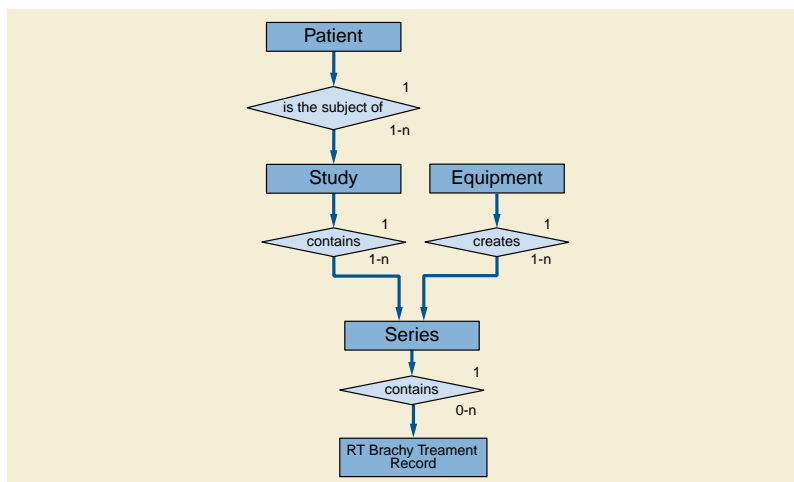 Patient
1
is the subject of
1-n
Study
Equipment
1
1
contains
creates
1-n
1-n
Series
1
contains
0-n
RT Brachy Treament
Record